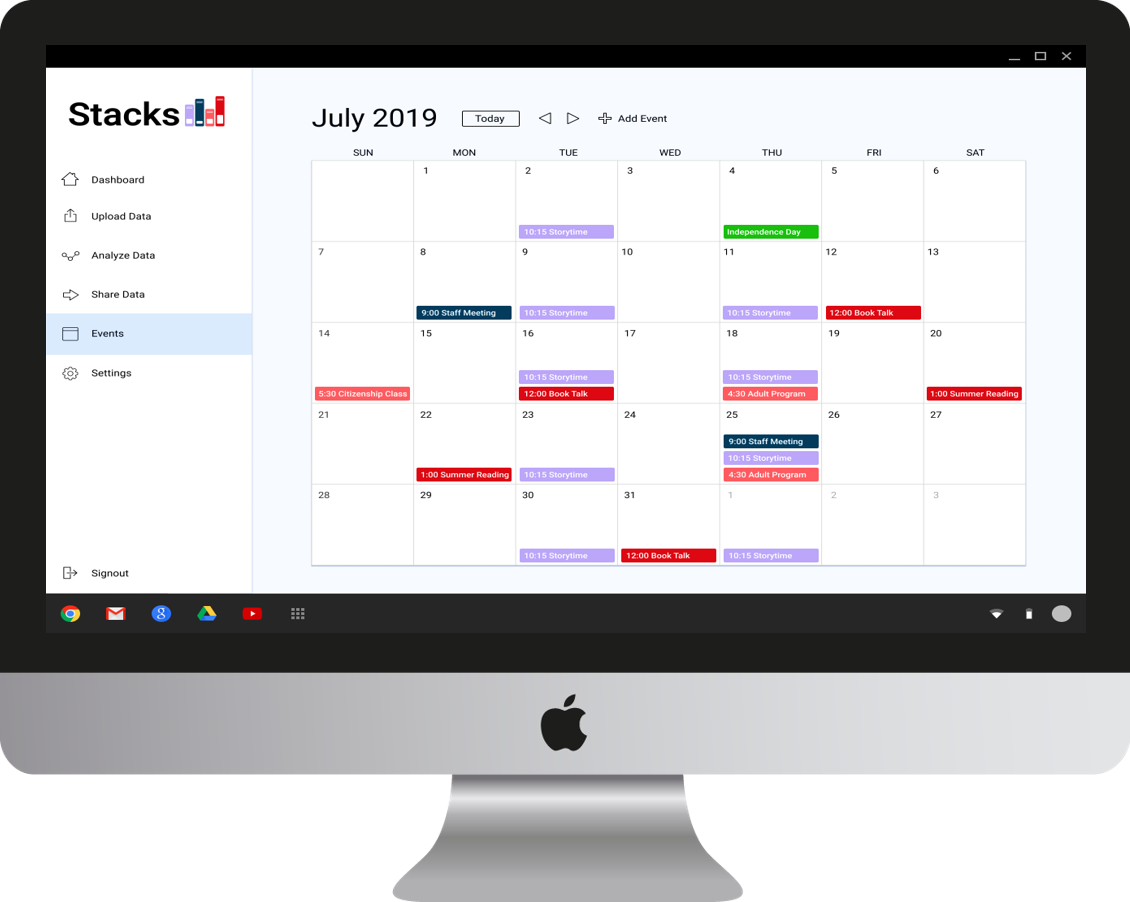 Stacks
Dashboard
Upload Data
Analyze Data
Share Data
Events
Settings
Signout
July 2019
Today
Add Event
SUN MON TUE WED THU FRI SAT
1 2 3 4 5 6
10:15 Storytime Independence Day
7 8 9 10 11 12 13
9:00 Staff Meeting 10:15 Storytime 10:15 Storytime 12:00 Book Talk
14 15 16 17 18 19 20
10:15 Storytime 10:15 Storytime
5:30 Citizenship Class 12:00 Book Talk 4:30 Adult Program 1:00 Summer Reading
21 22 23 24 25 26 27
9:00 Staff Meeting
10:15 Storytime
1:00 Summer Reading 10:15 Storytime 4:30 Adult Program
28 29 30 31 1 2 3
10:15 Storytime 12:00 Book Talk 10:15 Storytime
8